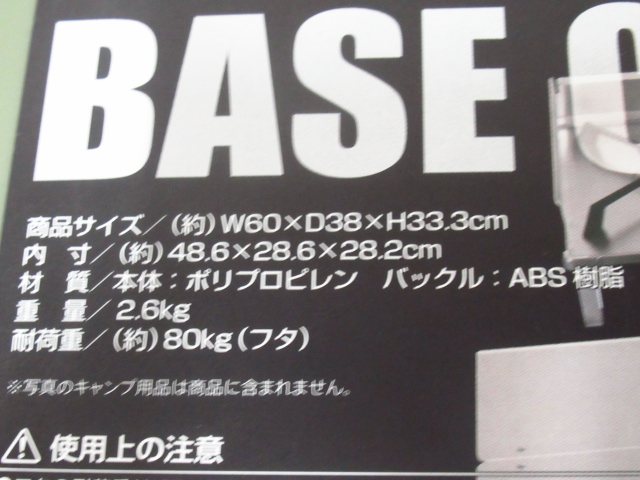 BASE
商品サイズ/(約)W60×D38×H33.3cm
内 寸/(約)48.6×28.6×28.2cm
材 質/本体：ポリプロピレン バックル：ABS 樹脂
重 量/2.6kg
耐荷重/(約)80kg(フタ)
※写真のキャンプ用品は商品に含まれません。
使用上の注意